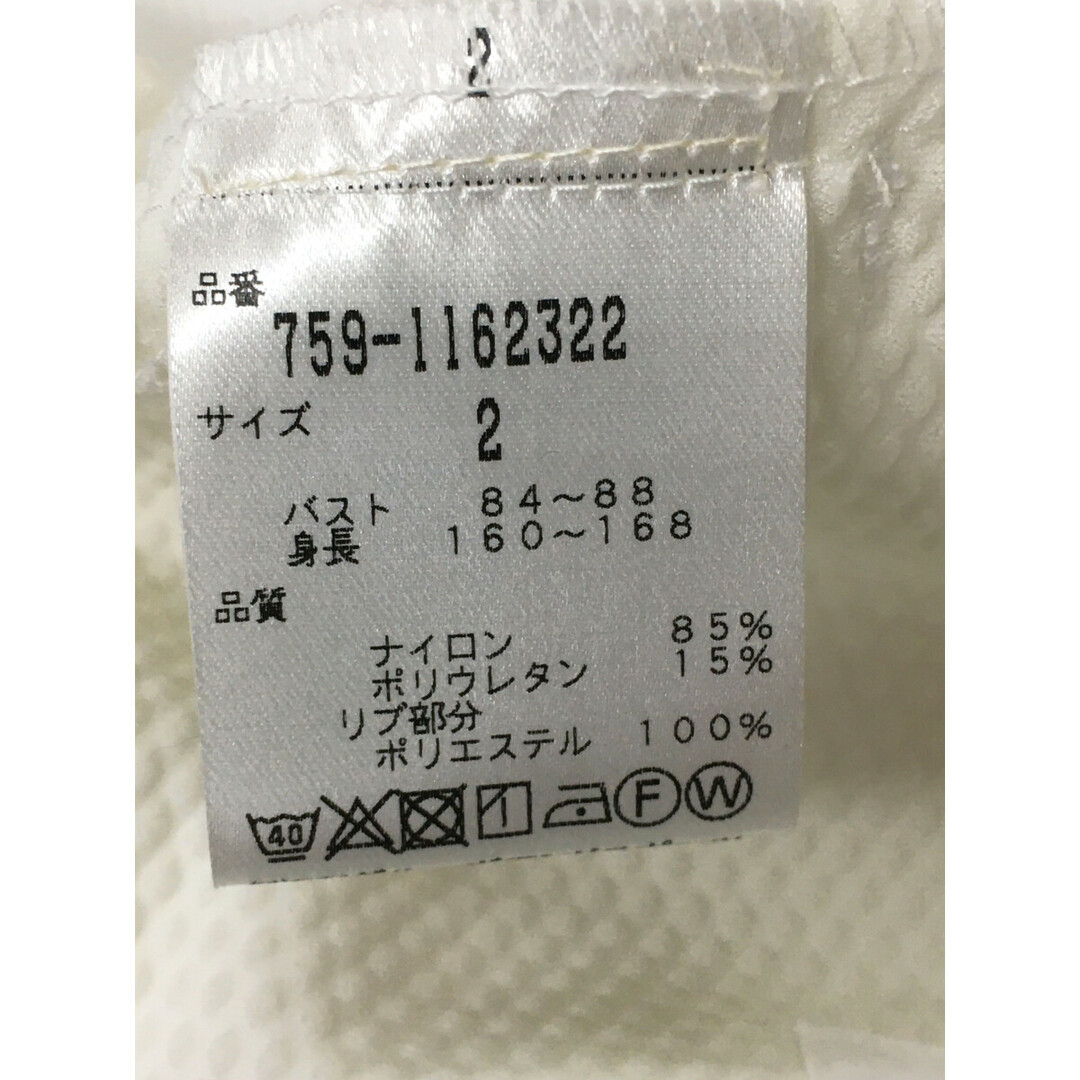 2
品番
759-1162322
サイズ 2
バスト 84~88
身長 160~168
品質
ナイロン 85%
ポリウレタン 15%
リブ部分
ポリエステル 100%
40 F W